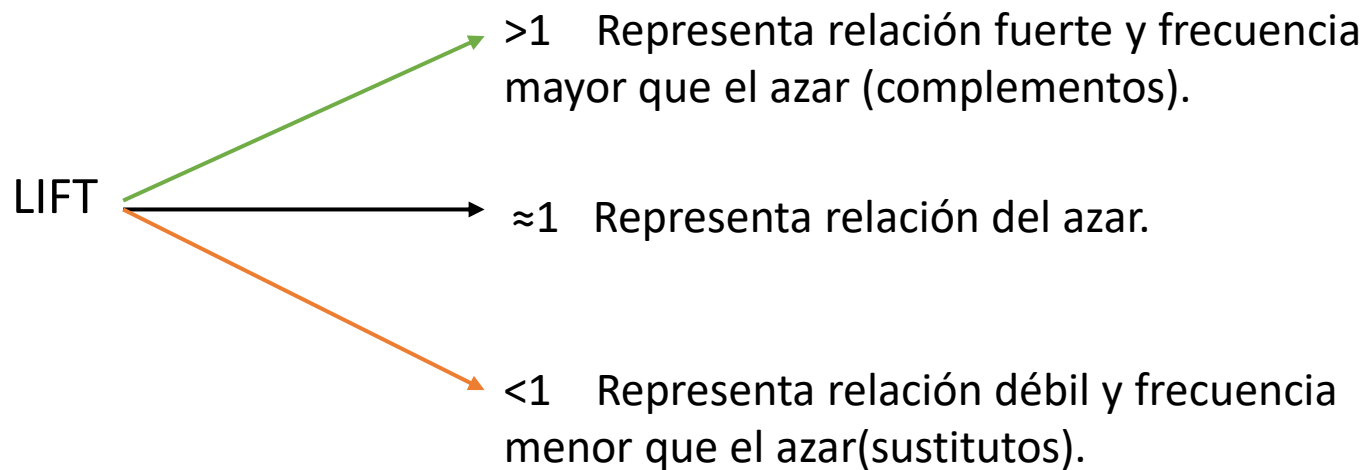 >1 Representa relación fuerte y frecuencia
mayor que el azar (complementos).
LIFT
≈1 Representa relación del azar.
<1 Representa relación débil y frecuencia
menor que el azar(sustitutos).